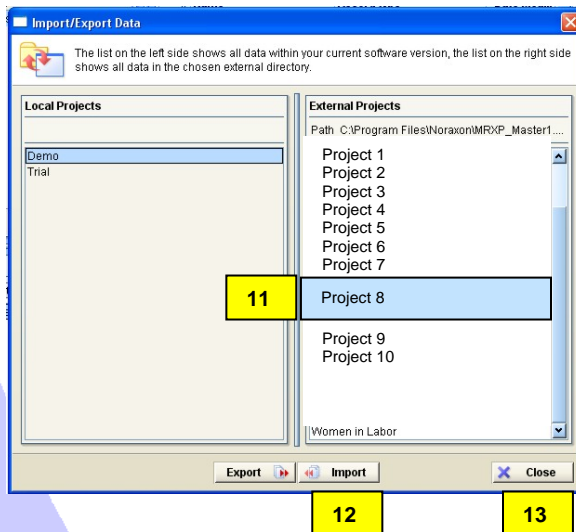 Import/Export Data
The list on the left side shows all data within your current software version, the list on the right side
shows all data in the chosen external directory.
Local Projects
Demo
Trial
External Projects
Path C:\Program Files\Noraxon\MRXP_Master1....
Project 1
Project 2
Project 3
Project 4
Project 5
Project 6
Project 7
11
Project 8
Project 9
Project 10
Women in Labor
Export
Import
Close
12
13